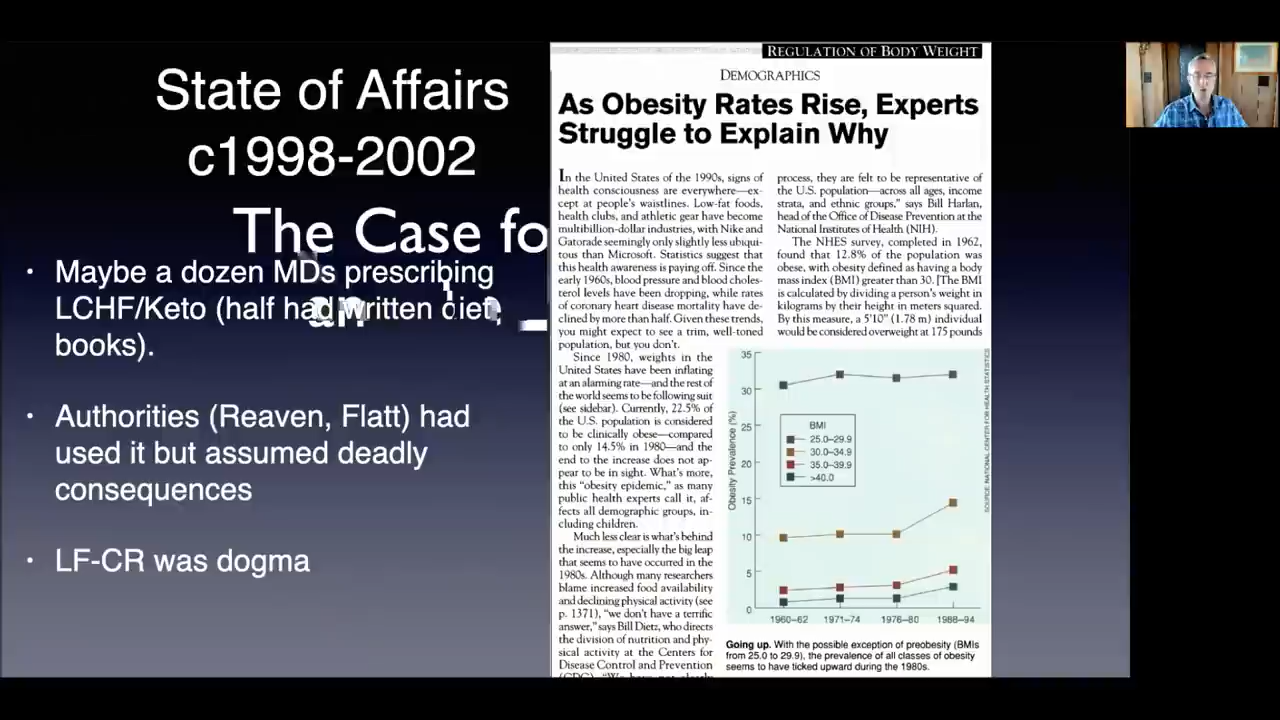 State of Affairs
c1998-2002
The Case fo
• Maybe a dozen MDs prescribing
LCHF/Keto (half had written diet
books).
• Authorities (Reaven, Flatt) had
used it but assumed deadly
consequences
• LF-CR was dogma
REGULATION OF BODY WEIGHT
DEMOGRAPHICS
As Obesity Rates Rise, Experts
Struggle to Explain Why
In the United States of the 1990s, signs of
health consciousness are everywhere—ex-
cept at people's waistlines. Low-fat foods,
health clubs, and athletic gear have become
multibillion-dollar industries, with Nike and
Gatorade seemingly only slightly less ubiqui-
tous than Microsoft. Statistics suggest that
this health awareness is paying off. Since the
early 1960s, blood pressure and blood choles-
terol levels have been dropping, while rates
of coronary heart disease mortality have de-
clined by more than half. Given these trends,
you might expect to see a trim, well-toned
population, but you don't.
Since 1980, weights in the
United States have been inflating
at an alarming rate—and the rest of
the world seems to be following suit
(see sidebar). Currently, 22.5% of
the U.S. population is considered
to be clinically obese—compared
to only 14.5% in 1980—and the
end to the increase does not ap-
pear to be in sight. What's more,
this "obesity epidemic," as many
public health experts call it, af-
fects all demographic groups, in-
cluding children.
Much less clear is what's behind
the increase, especially the big leap
that seems to have occurred in the
1980s. Although many researchers
blame increased food availability
and declining physical activity (see
p. 1371), "we don't have a terrific
answer," says Bill Dietz, who directs
the division of nutrition and phy-
sical activity at the Centers for
Disease Control and Prevention
process, they are felt to be representative of
the U.S. population—across all ages, income
strata, and ethnic groups," says Bill Harlan,
head of the Office of Disease Prevention at the
National Institutes of Health (NIH).
The NHES survey, completed in 1962,
found that 12.8% of the population was
obese, with obesity defined as having a body
mass index (BMI) greater than 30. [The BMI
is calculated by dividing a person's weight in
kilograms by their height in meters squared.
By this measure, a 5'10" (1.78 m) individual
would be considered overweight at 175 pounds
Obesity Prevalence (%)
35
30
25
20
15
10
5
0
BMI
25.0–29.9
30.0–34.9
35.0–39.9
>40.0
1960–62 1971–74 1976–80 1988–94
SOURCE: NATIONAL CENTER FOR HEALTH STATISTICS
Going up. With the possible exception of preobesity (BMIs
from 25.0 to 29.9), the prevalence of all classes of obesity
seems to have ticked upward during the 1980s.